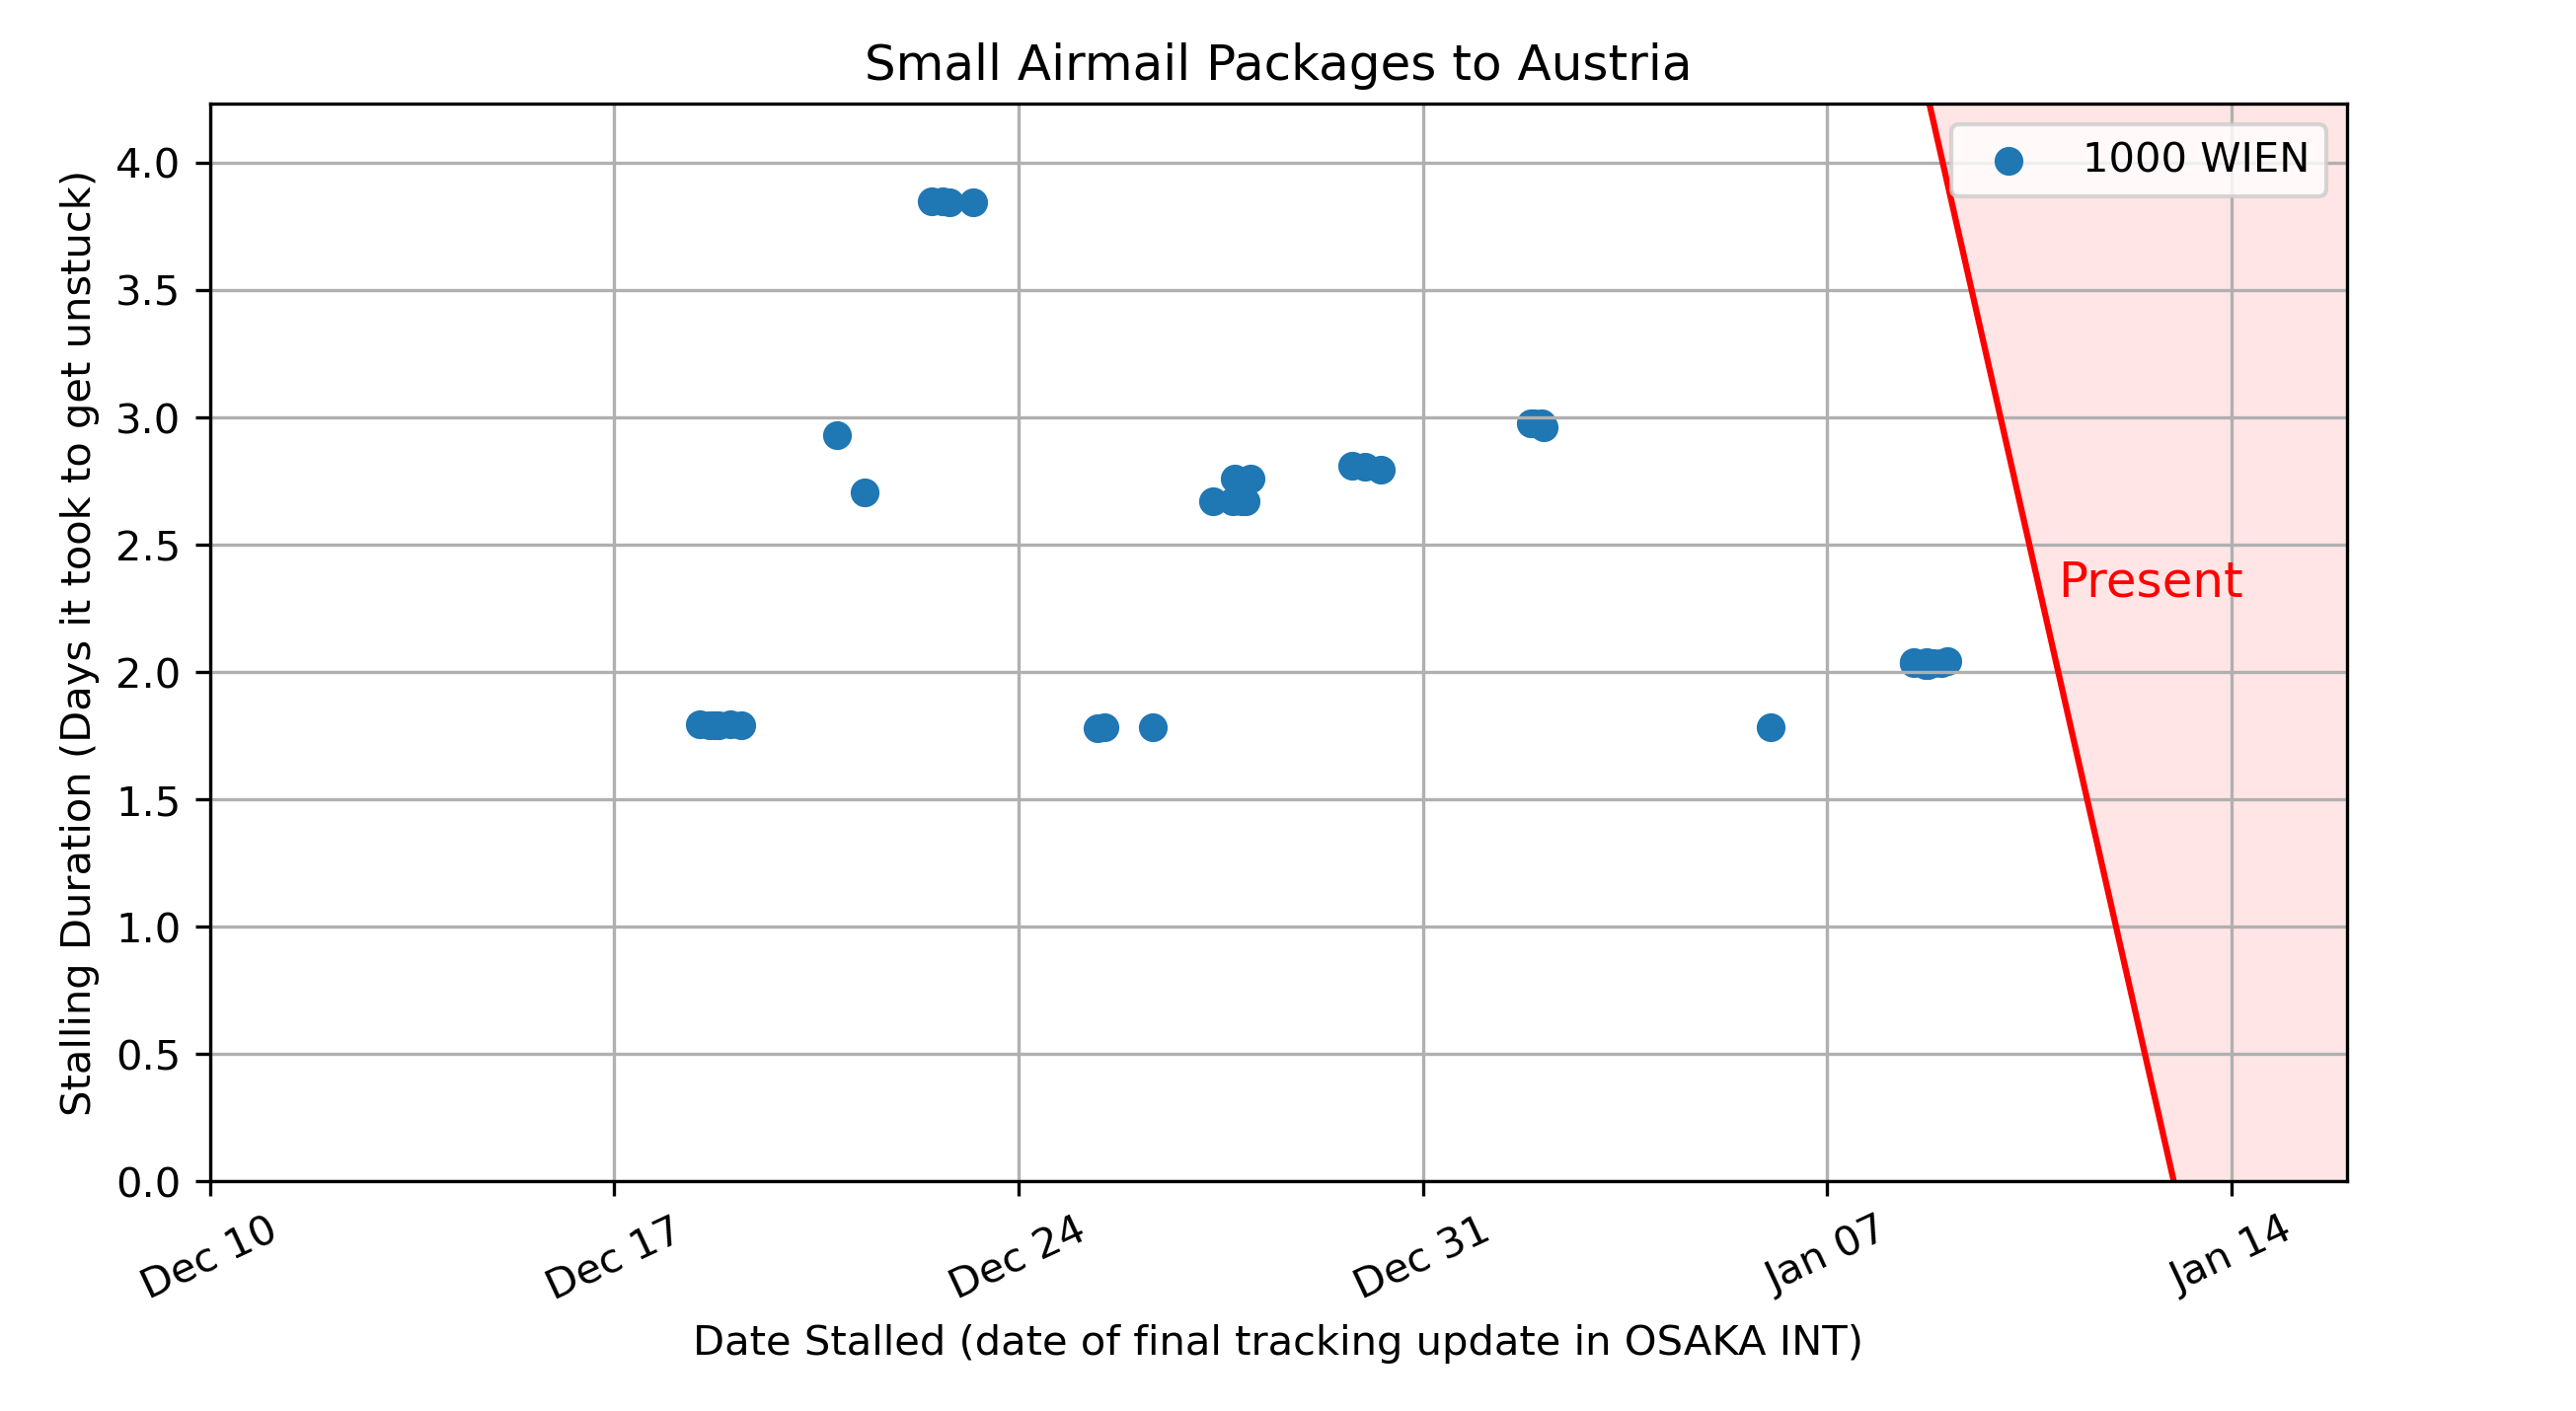 Small Airmail Packages to Austria
1000 WIEN
Present
Stalling Duration (Days it took to get unstuck)
4.0
3.5
3.0
2.5
2.0
1.5
1.0
0.5
0.0
Dec 10
Dec 17
Dec 24
Dec 31
Jan 07
Jan 14
Date Stalled (date of final tracking update in OSAKA INT)